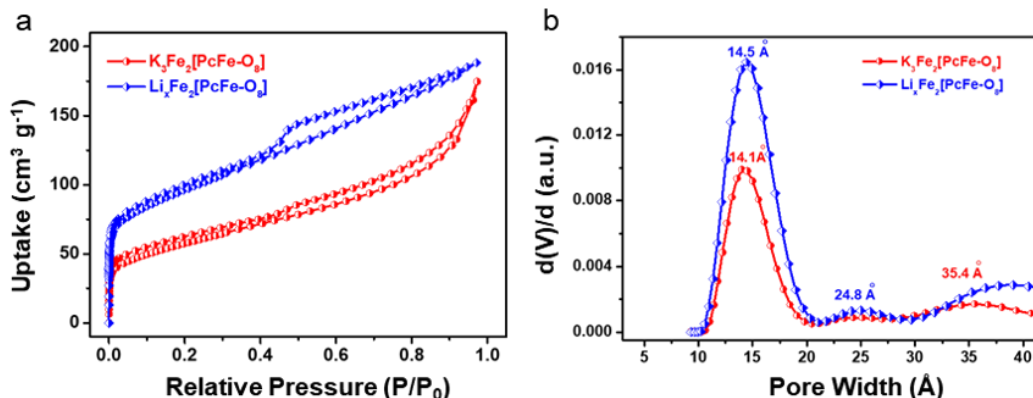 a
200
150
100
50
0
Uptake (cm³ g⁻¹)
K₃Fe₂[PcFe-O₈]
LiₓFe₂[PcFe-O₈]
0.0 0.2 0.4 0.6 0.8 1.0
Relative Pressure (P/P₀)
b
0.016
0.012
0.008
0.004
0.000
d(V)/d (a.u.)
14.5 Å
14.1Å
K₃Fe₂[PcFe-O₈]
LiₓFe₂[PcFe-O₈]
24.8 Å
35.4 Å
5 10 15 20 25 30 35 40
Pore Width (Å)